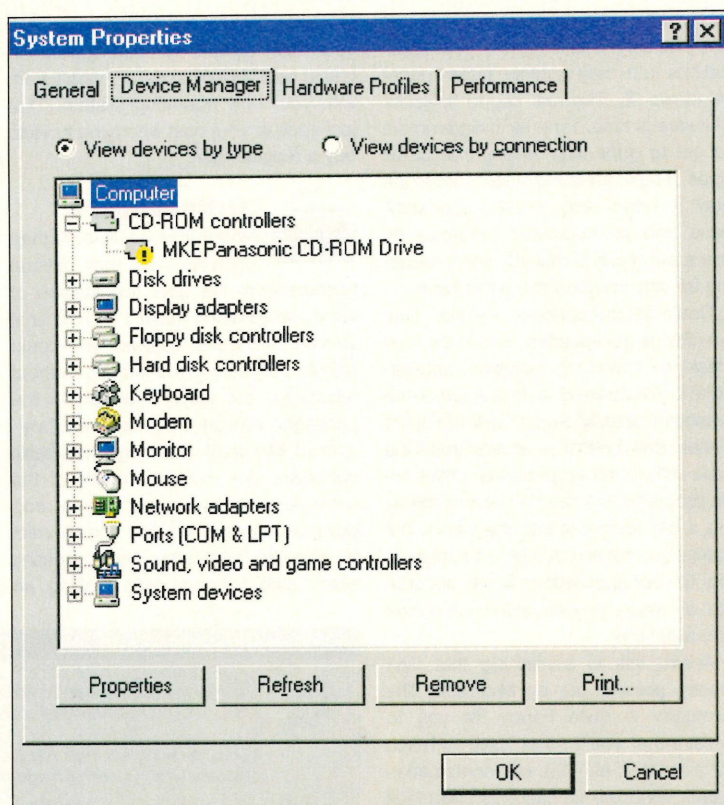 System Properties
General Device Manager Hardware Profiles Performance
View devices by type View devices by connection
Computer
CD-ROM controllers
MKEPanasonic CD-ROM Drive
Disk drives
Display adapters
Floppy disk controllers
Hard disk controllers
Keyboard
Modem
Monitor
Mouse
Network adapters
Ports (COM & LPT)
Sound, video and game controllers
System devices
Properties Refresh Remove Print...
OK Cancel